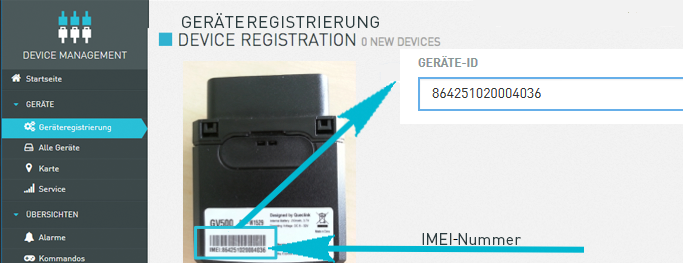 DEVICE MANAGEMENT
Startseite
GERÄTE
Geräteregistrierung
Alle Geräte
Karte
Service
ÜBERSICHTEN
Alarme
Kommandos
GERÄTEREGISTRIERUNG
DEVICE REGISTRATION 0 NEW DEVICES
GERÄTE-ID
864251020004036
Designed by Queclink
GV500
IMEI:864251020004036
IMEI-Nummer